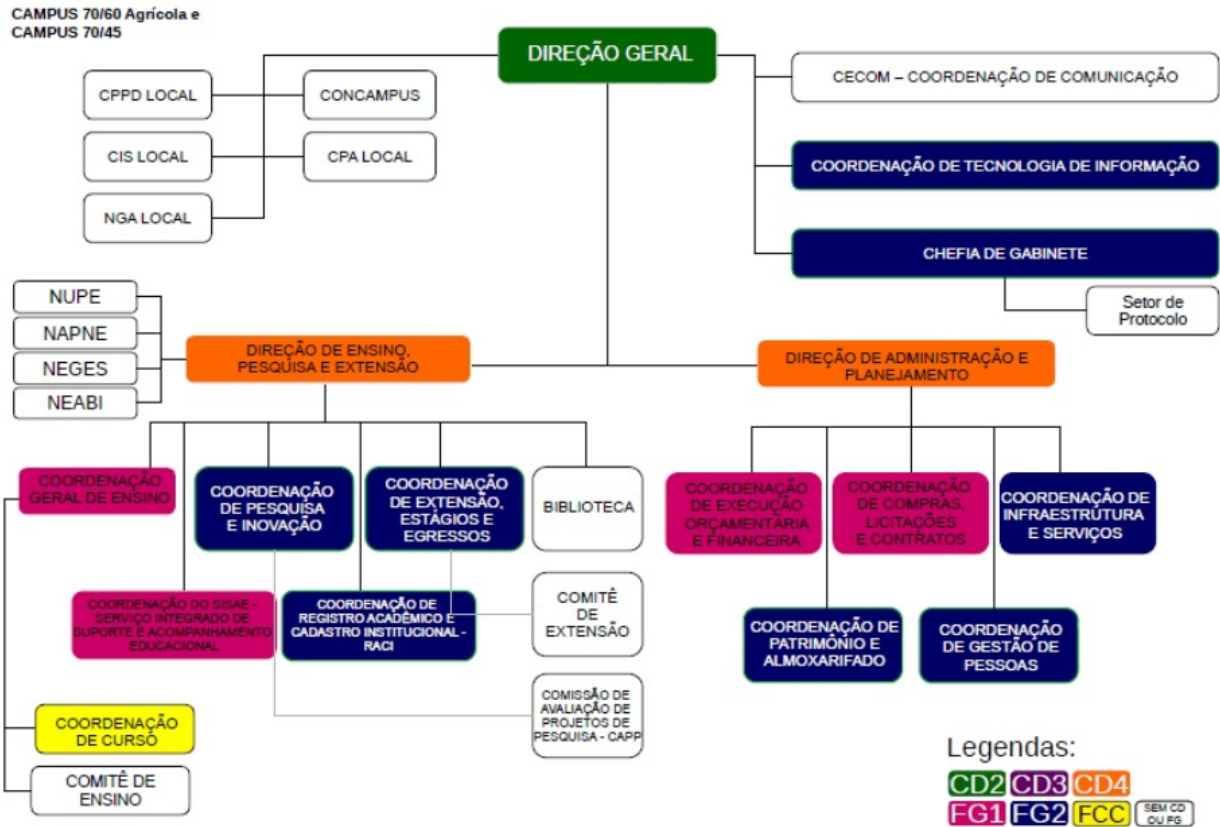 CAMPUS 70/60 Agrícola e
CAMPUS 70/45
DIREÇÃO GERAL
CPPD LOCAL
CONCAMPUS
CIS LOCAL
CPA LOCAL
NGA LOCAL
CECOM – COORDENAÇÃO DE COMUNICAÇÃO
COORDENAÇÃO DE TECNOLOGIA DE INFORMAÇÃO
CHEFIA DE GABINETE
Setor de
Protocolo
NUPE
NAPNE
NEGES
NEABI
DIREÇÃO DE ENSINO,
PESQUISA E EXTENSÃO
DIREÇÃO DE ADMINISTRAÇÃO E
PLANEJAMENTO
COORDENAÇÃO
GERAL DE ENSINO
COORDENAÇÃO
DE PESQUISA
E INOVAÇÃO
COORDENAÇÃO
DE EXTENSÃO,
ESTÁGIOS E
EGRESSOS
BIBLIOTECA
COORDENAÇÃO
DE EXECUÇÃO
ORÇAMENTÁRIA
E FINANCEIRA
COORDENAÇÃO
DE COMPRAS,
LICITAÇÕES
E CONTRATOS
COORDENAÇÃO DE
INFRAESTRUTURA
E SERVIÇOS
COORDENAÇÃO DO SISAE -
SERVIÇO INTEGRADO DE
SUPORTE E ACOMPANHAMENTO
EDUCACIONAL
COORDENAÇÃO DE
REGISTRO ACADÊMICO E
CADASTRO INSTITUCIONAL -
RACI
COMITÊ
DE
EXTENSÃO
COORDENAÇÃO DE
PATRIMÔNIO E
ALMOXARIFADO
COORDENAÇÃO
DE GESTÃO DE
PESSOAS
COMISSÃO DE
AVALIAÇÃO DE
PROJETOS DE
PESQUISA - CAPP
COORDENAÇÃO
DE CURSO
COMITÊ DE
ENSINO
Legendas:
CD2 CD3 CD4
FG1 FG2 FCC SEM CD
OU FG